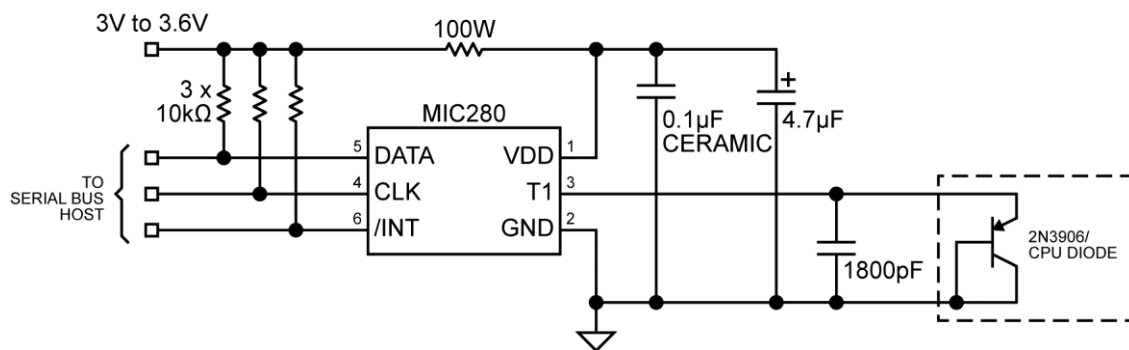 3V to 3.6V
100W
3 x
10kΩ
MIC280
0.1µF
CERAMIC
+
4.7µF
TO
SERIAL BUS
HOST
5
DATA
VDD
1
4
CLK
T1
3
6
/INT
GND
2
1800pF
2N3906/
CPU DIODE